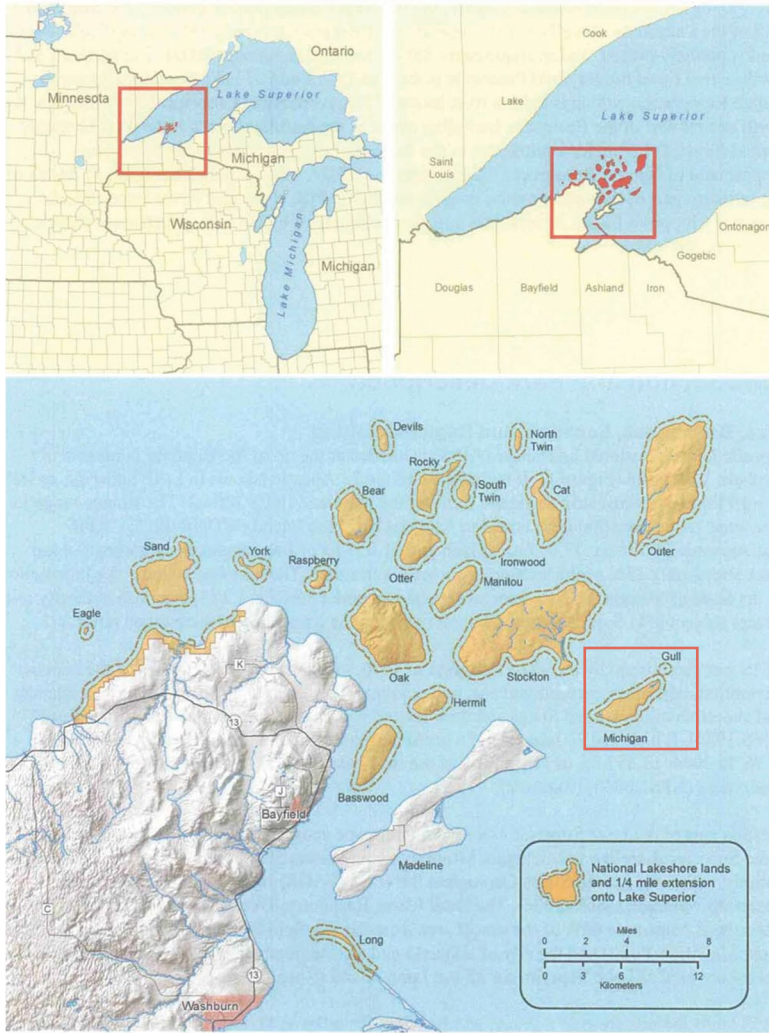 Ontario
Minnesota
Lake Superior
Michigan
Wisconsin
Lake Michigan
Michigan
Cook
Lake
Lake Superior
Saint
Louis
Ontonagon
Gogebic
Douglas
Bayfield
Ashland
Iron
Devils
North
Twin
Rocky
South
Twin
Bear
Cat
Sand
York
Raspberry
Otter
Ironwood
Manitou
Outer
Eagle
K
Oak
Stockton
Gull
13
Hermit
Michigan
Basswood
J
Bayfield
Madeline
C
Long
13
Washburn
National Lakeshore lands
and 1/4 mile extension
onto Lake Superior
Miles
0 2 4 8
0 3 6 12
Kilometers